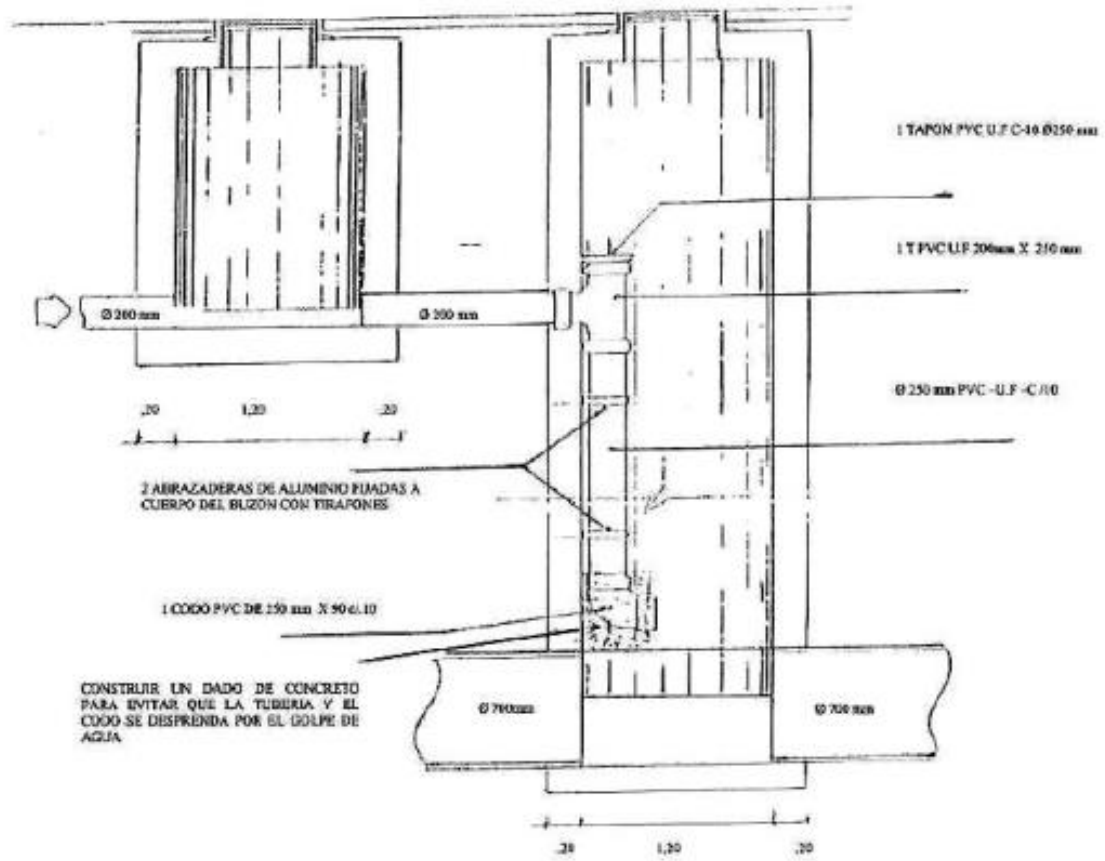 1 TAPON PVC U.F C-10 Ø250 mm
1 T PVC U.F 200mm X 250 mm
Ø 200 mm
Ø 200 mm
Ø 250 mm PVC -U.F -C /10
,20
1,20
,20
2 ABRAZADERAS DE ALUMINIO FIJADAS A
CUERPO DEL BUZON CON TIRAFONES
1 CODO PVC DE 250 mm X 90 c/.10
CONSTRUIR UN DADO DE CONCRETO
PARA EVITAR QUE LA TUBERIA Y EL
CODO SE DESPRENDA POR EL GOLPE DE
AGUA
Ø 700mm
Ø 700 mm
,20
1,20
,20